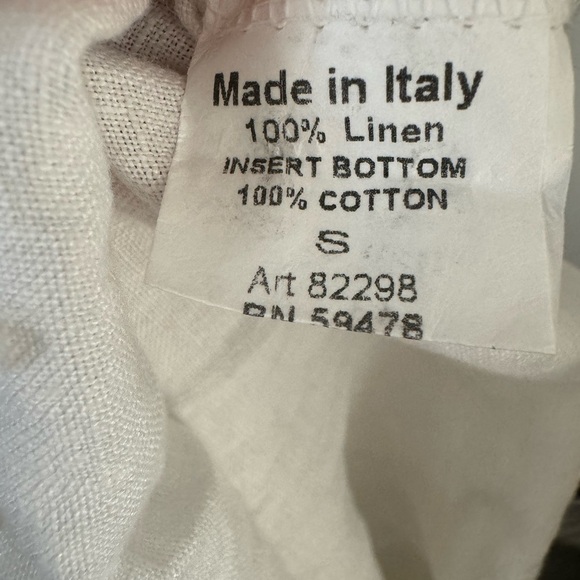 Made in Italy
100% Linen
INSERT BOTTOM
100% COTTON
S
Art 82298
RN 59478